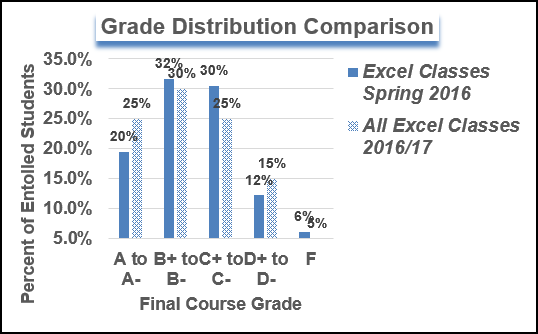 Grade Distribution Comparison
Percent of Entolled Students
35.0%
30.0%
25.0%
20.0%
15.0%
10.0%
5.0%
20%
25%
32%
30%
30%
25%
12%
15%
6%
5%
A to
A-
B+ to
B-
C+ to
C-
D+ to
D-
F
Final Course Grade
Excel Classes
Spring 2016
All Excel Classes
2016/17